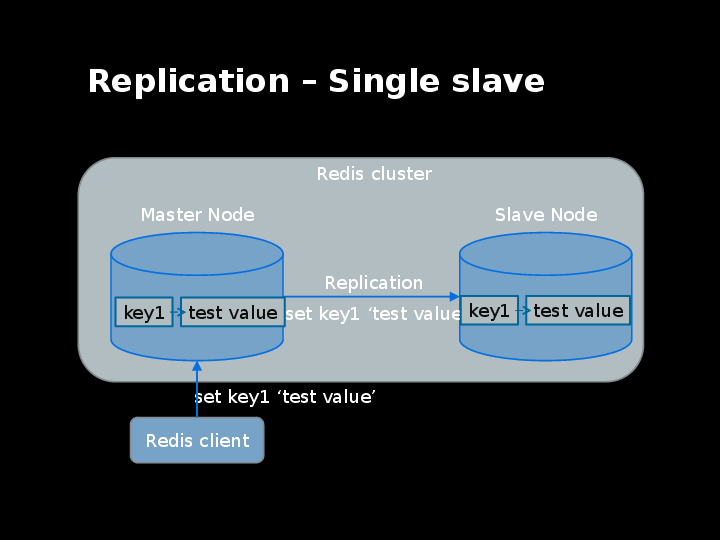 Replication – Single slave
Redis cluster
Master Node
Slave Node
Replication
key1
test value
set key1 ‘test value
key1
test value
set key1 ‘test value’
Redis client